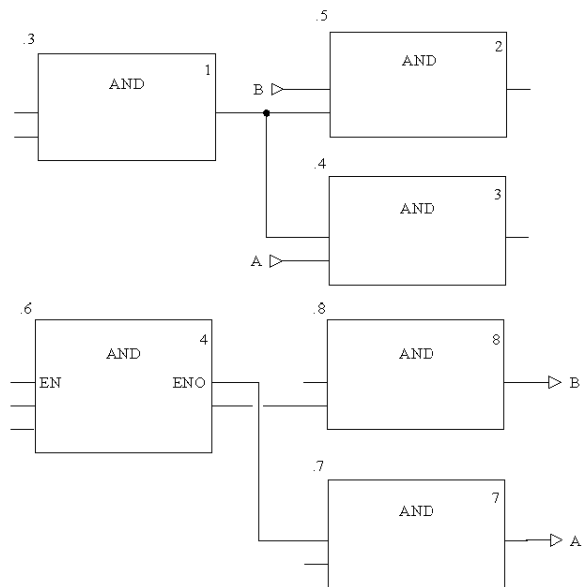 .3
AND
1
.5
AND
2
B
.4
AND
3
A
.6
AND
4
EN
ENO
.8
AND
8
B
.7
AND
7
A